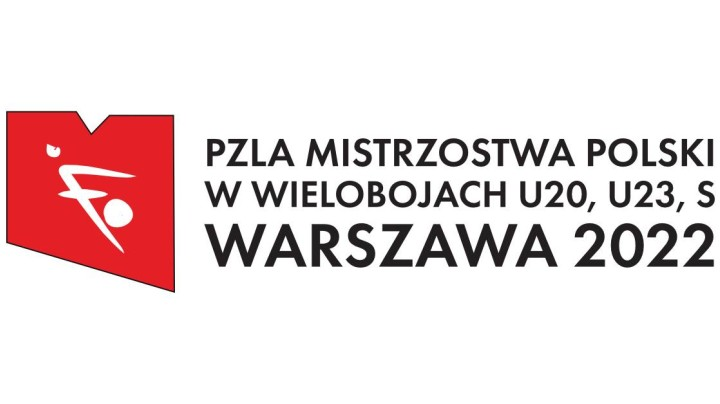 PZLA MISTRZOSTWA POLSKI
W WIELOBOJACH U20, U23, S
WARSZAWA 2022